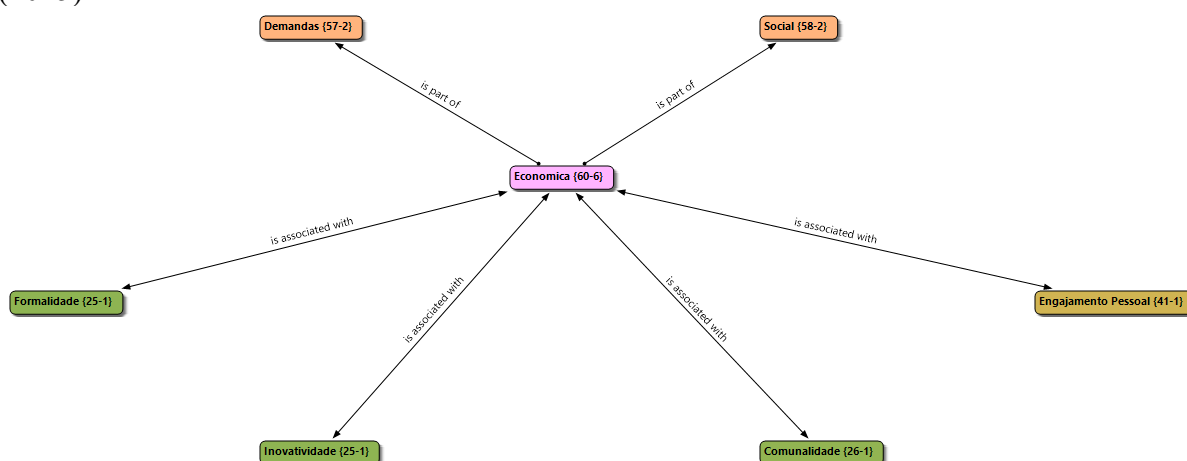 Demandas {57-2}
Social {58-2}
is part of
is part of
Economica {60-6}
is associated with
is associated with
Formalidade {25-1}
Engajamento Pessoal {41-1}
is associated with
is associated with
Inovatividade {25-1}
Comunalidade {26-1}